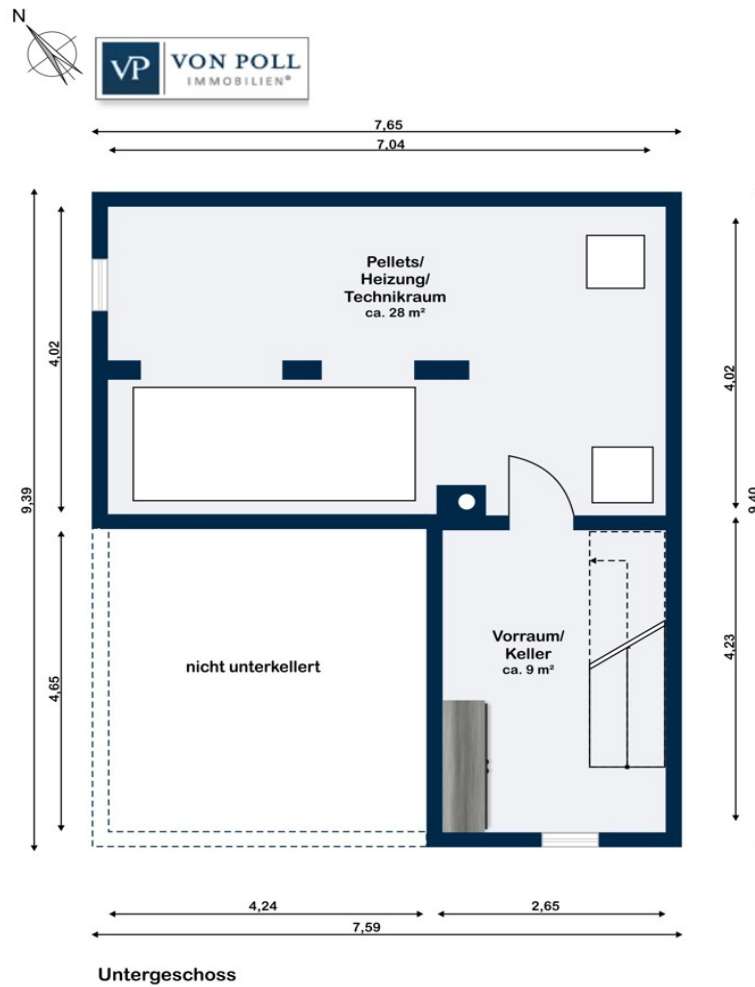 N
VP
VON POLL
IMMOBILIEN®
7,65
7,04
Pellets/
Heizung/
Technikraum
ca. 28 m²
4,02
4,02
9,39
9,40
nicht unterkellert
Vorraum/
Keller
ca. 9 m²
4,65
4,23
4,24
2,65
7,59
Untergeschoss